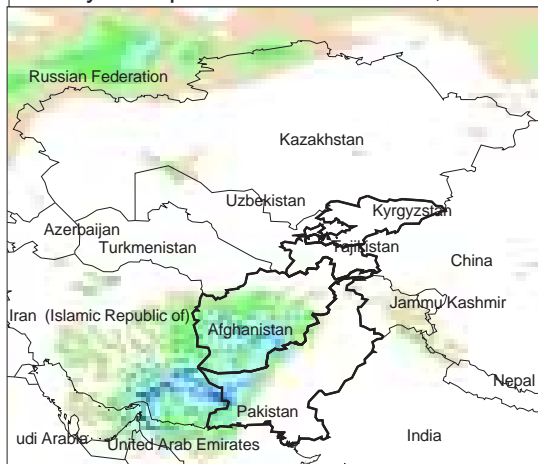 Russian Federation
Kazakhstan
Uzbekistan
Kyrgyzstan
Azerbaijan
Turkmenistan
Tajikistan
China
Iran (Islamic Republic of)
Afghanistan
Jammu/Kashmir
Nepal
Pakistan
udi Arabia
United Arab Emirates
India